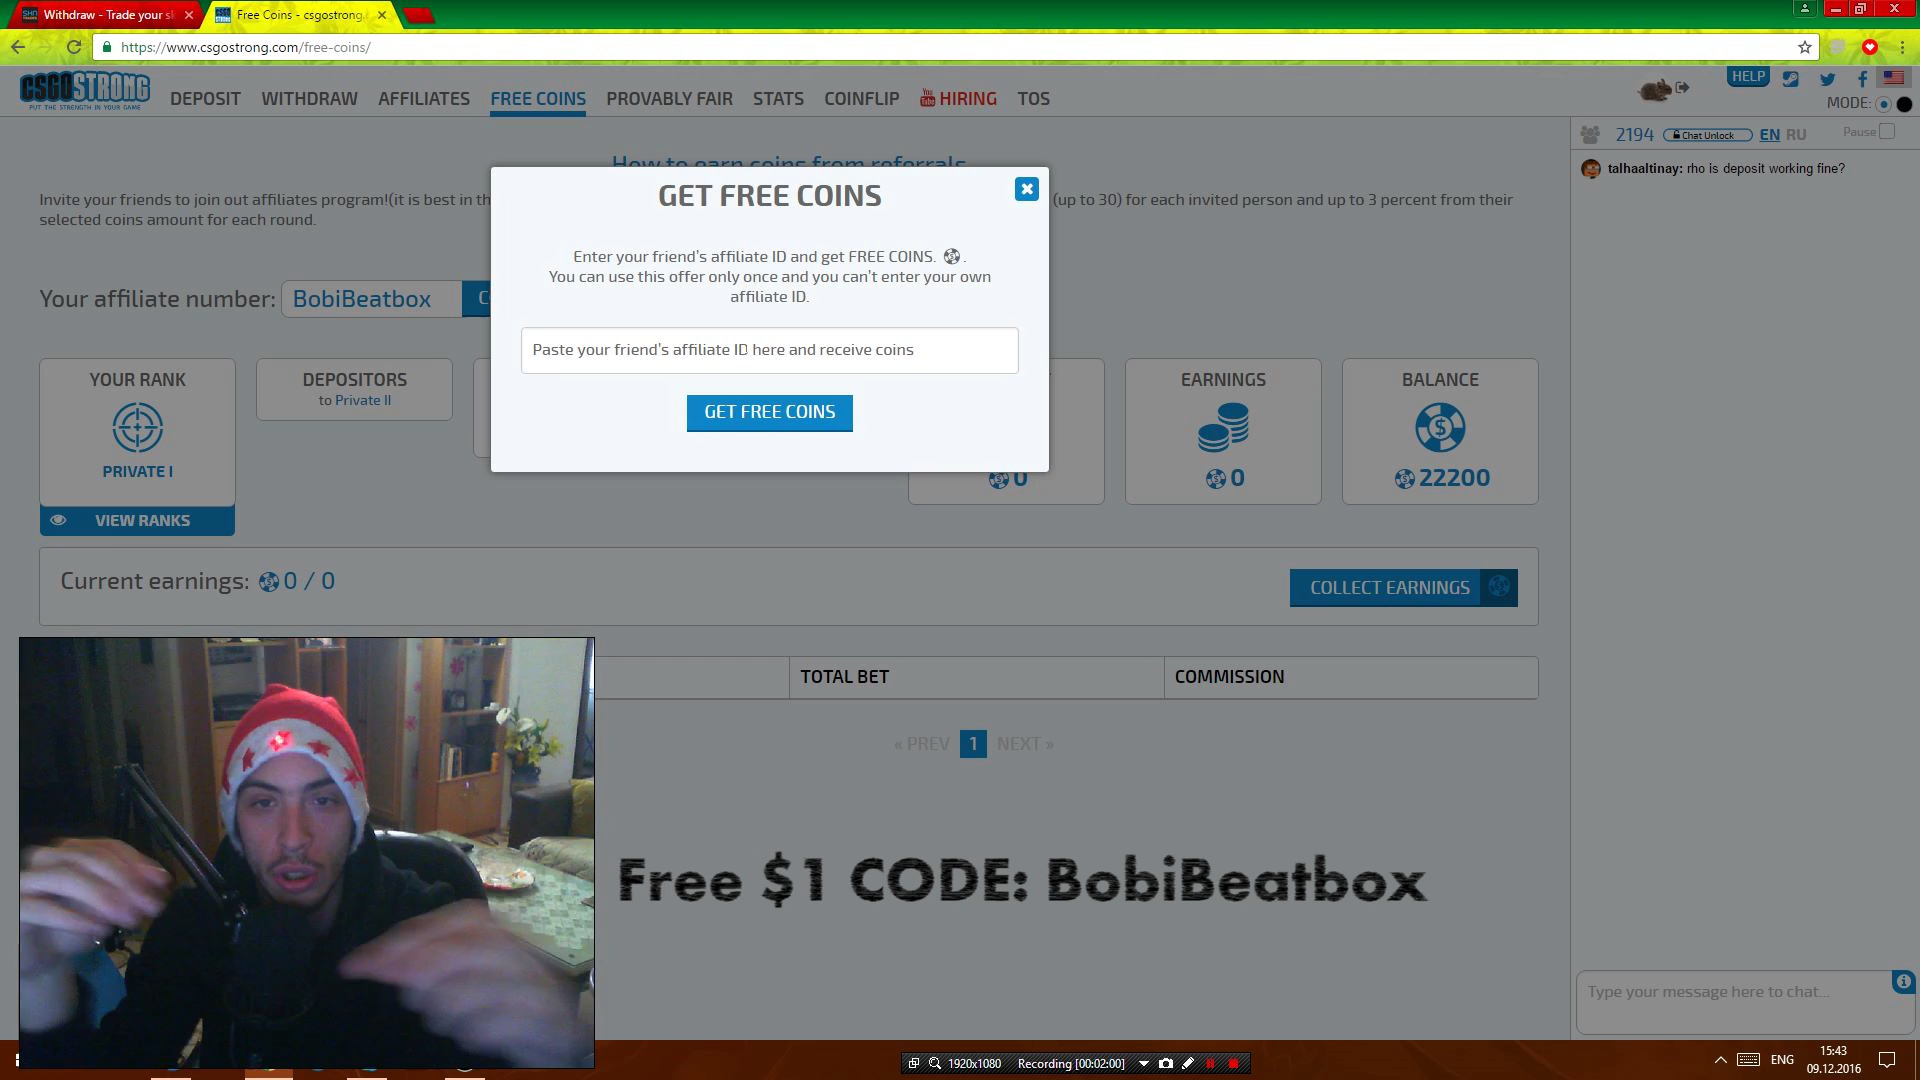 Withdraw - Trade your s
Free Coins - csgostrong.
https://www.csgostrong.com/free-coins/
CSGOSTRONG
PUT THE STRENGTH IN YOUR GAME
DEPOSIT
WITHDRAW
AFFILIATES
FREE COINS
PROVABLY FAIR
STATS
COINFLIP
You Tube HIRING
TOS
HELP
MODE:
2194
Chat Unlock
EN
RU
Pause
talhaaltinay: rho is deposit working fine?
How to earn coins from referrals
Invite your friends to join out affiliates program!(it is best in th
(up to 30) for each invited person and up to 3 percent from their
selected coins amount for each round.
GET FREE COINS
Enter your friend's affiliate ID and get FREE COINS. .
You can use this offer only once and you can't enter your own
affiliate ID.
Paste your friend's affiliate ID here and receive coins
GET FREE COINS
Your affiliate number:
BobiBeatbox
C
YOUR RANK
PRIVATE I
VIEW RANKS
DEPOSITORS
to Private II
0
EARNINGS
0
BALANCE
22200
Current earnings: 0 / 0
COLLECT EARNINGS
TOTAL BET
COMMISSION
« PREV
1
NEXT »
Free $1 CODE: BobiBeatbox
Type your message here to chat...
1920x1080
Recording [00:02:00]
ENG
15:43
09.12.2016